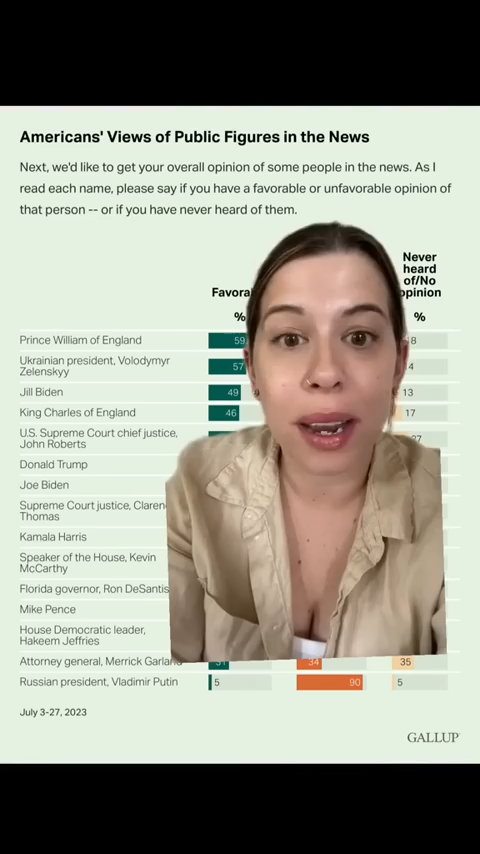 Americans' Views of Public Figures in the News
Next, we'd like to get your overall opinion of some people in the news. As I
read each name, please say if you have a favorable or unfavorable opinion of
that person -- or if you have never heard of them.
Never
heard
of/No
opinion
% %
Prince William of England 59
Ukrainian president, Volodymyr
Zelenskyy 57
Jill Biden 49 13
King Charles of England 46 17
U.S. Supreme Court chief justice,
John Roberts
Donald Trump
Joe Biden
Supreme Court justice,
Thomas
Kamala Harris
Speaker of the House, Kevin
McCarthy
Florida governor, Ron DeSantis
Mike Pence
House Democratic leader,
Hakeem Jeffries
Attorney general, Merrick Garland 31 34 35
Russian president, Vladimir Putin 5 90 5
July 3-27, 2023
GALLUP